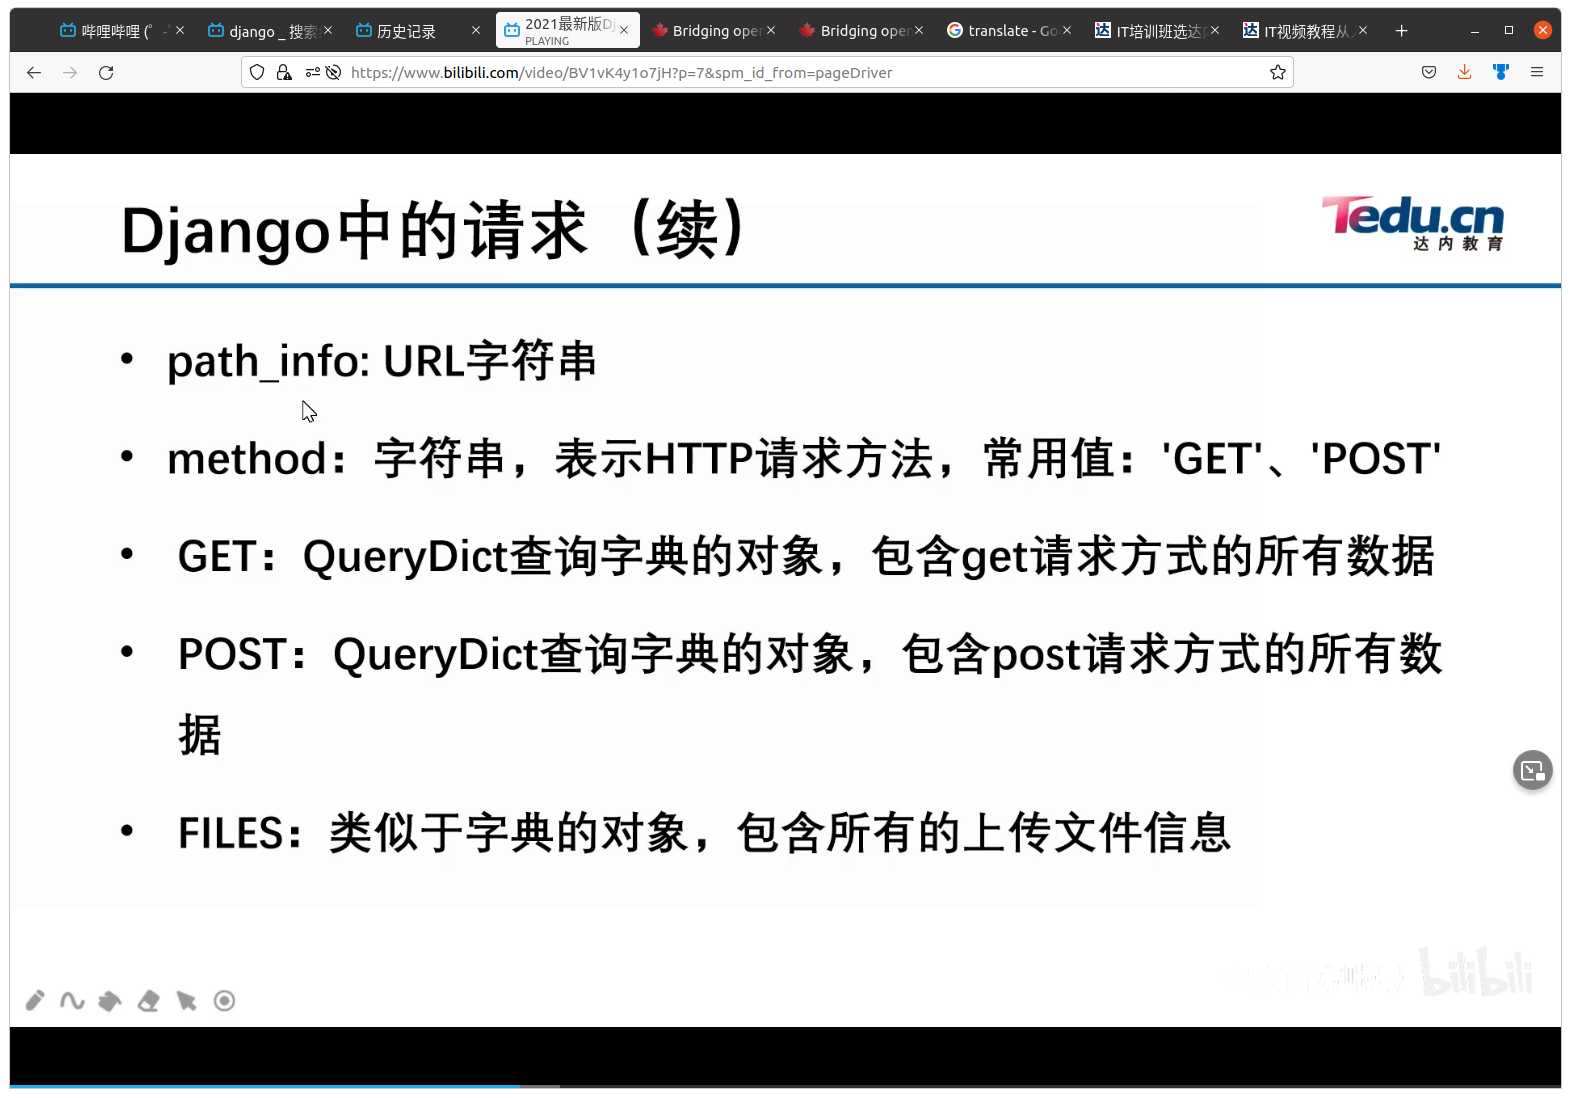 哔哩哔哩 (゜-
django _ 搜索
历史记录
2021最新版Dj
PLAYING
Bridging oper
Bridging oper
translate - Go
IT培训班选达
IT视频教程从
https://www.bilibili.com/video/BV1vK4y1o7jH?p=7&spm_id_from=pageDriver
Django中的请求（续）
Tedu.cn
达内教育
• path_info: URL字符串
• method：字符串，表示HTTP请求方法，常用值：'GET'、'POST'
• GET：QueryDict查询字典的对象，包含get请求方式的所有数据
• POST：QueryDict查询字典的对象，包含post请求方式的所有数
据
• FILES：类似于字典的对象，包含所有的上传文件信息
bilibili